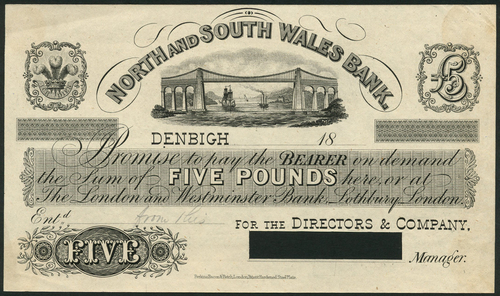 NORTH AND SOUTH WALES BANK.
£5
DENBIGH 18
I Promise to pay the BEARER on demand
the Sum of FIVE POUNDS here, or at
The London and Westminster Bank, Lothbury, London.
Ent.d
FOR THE DIRECTORS & COMPANY.
FIVE
Manager.